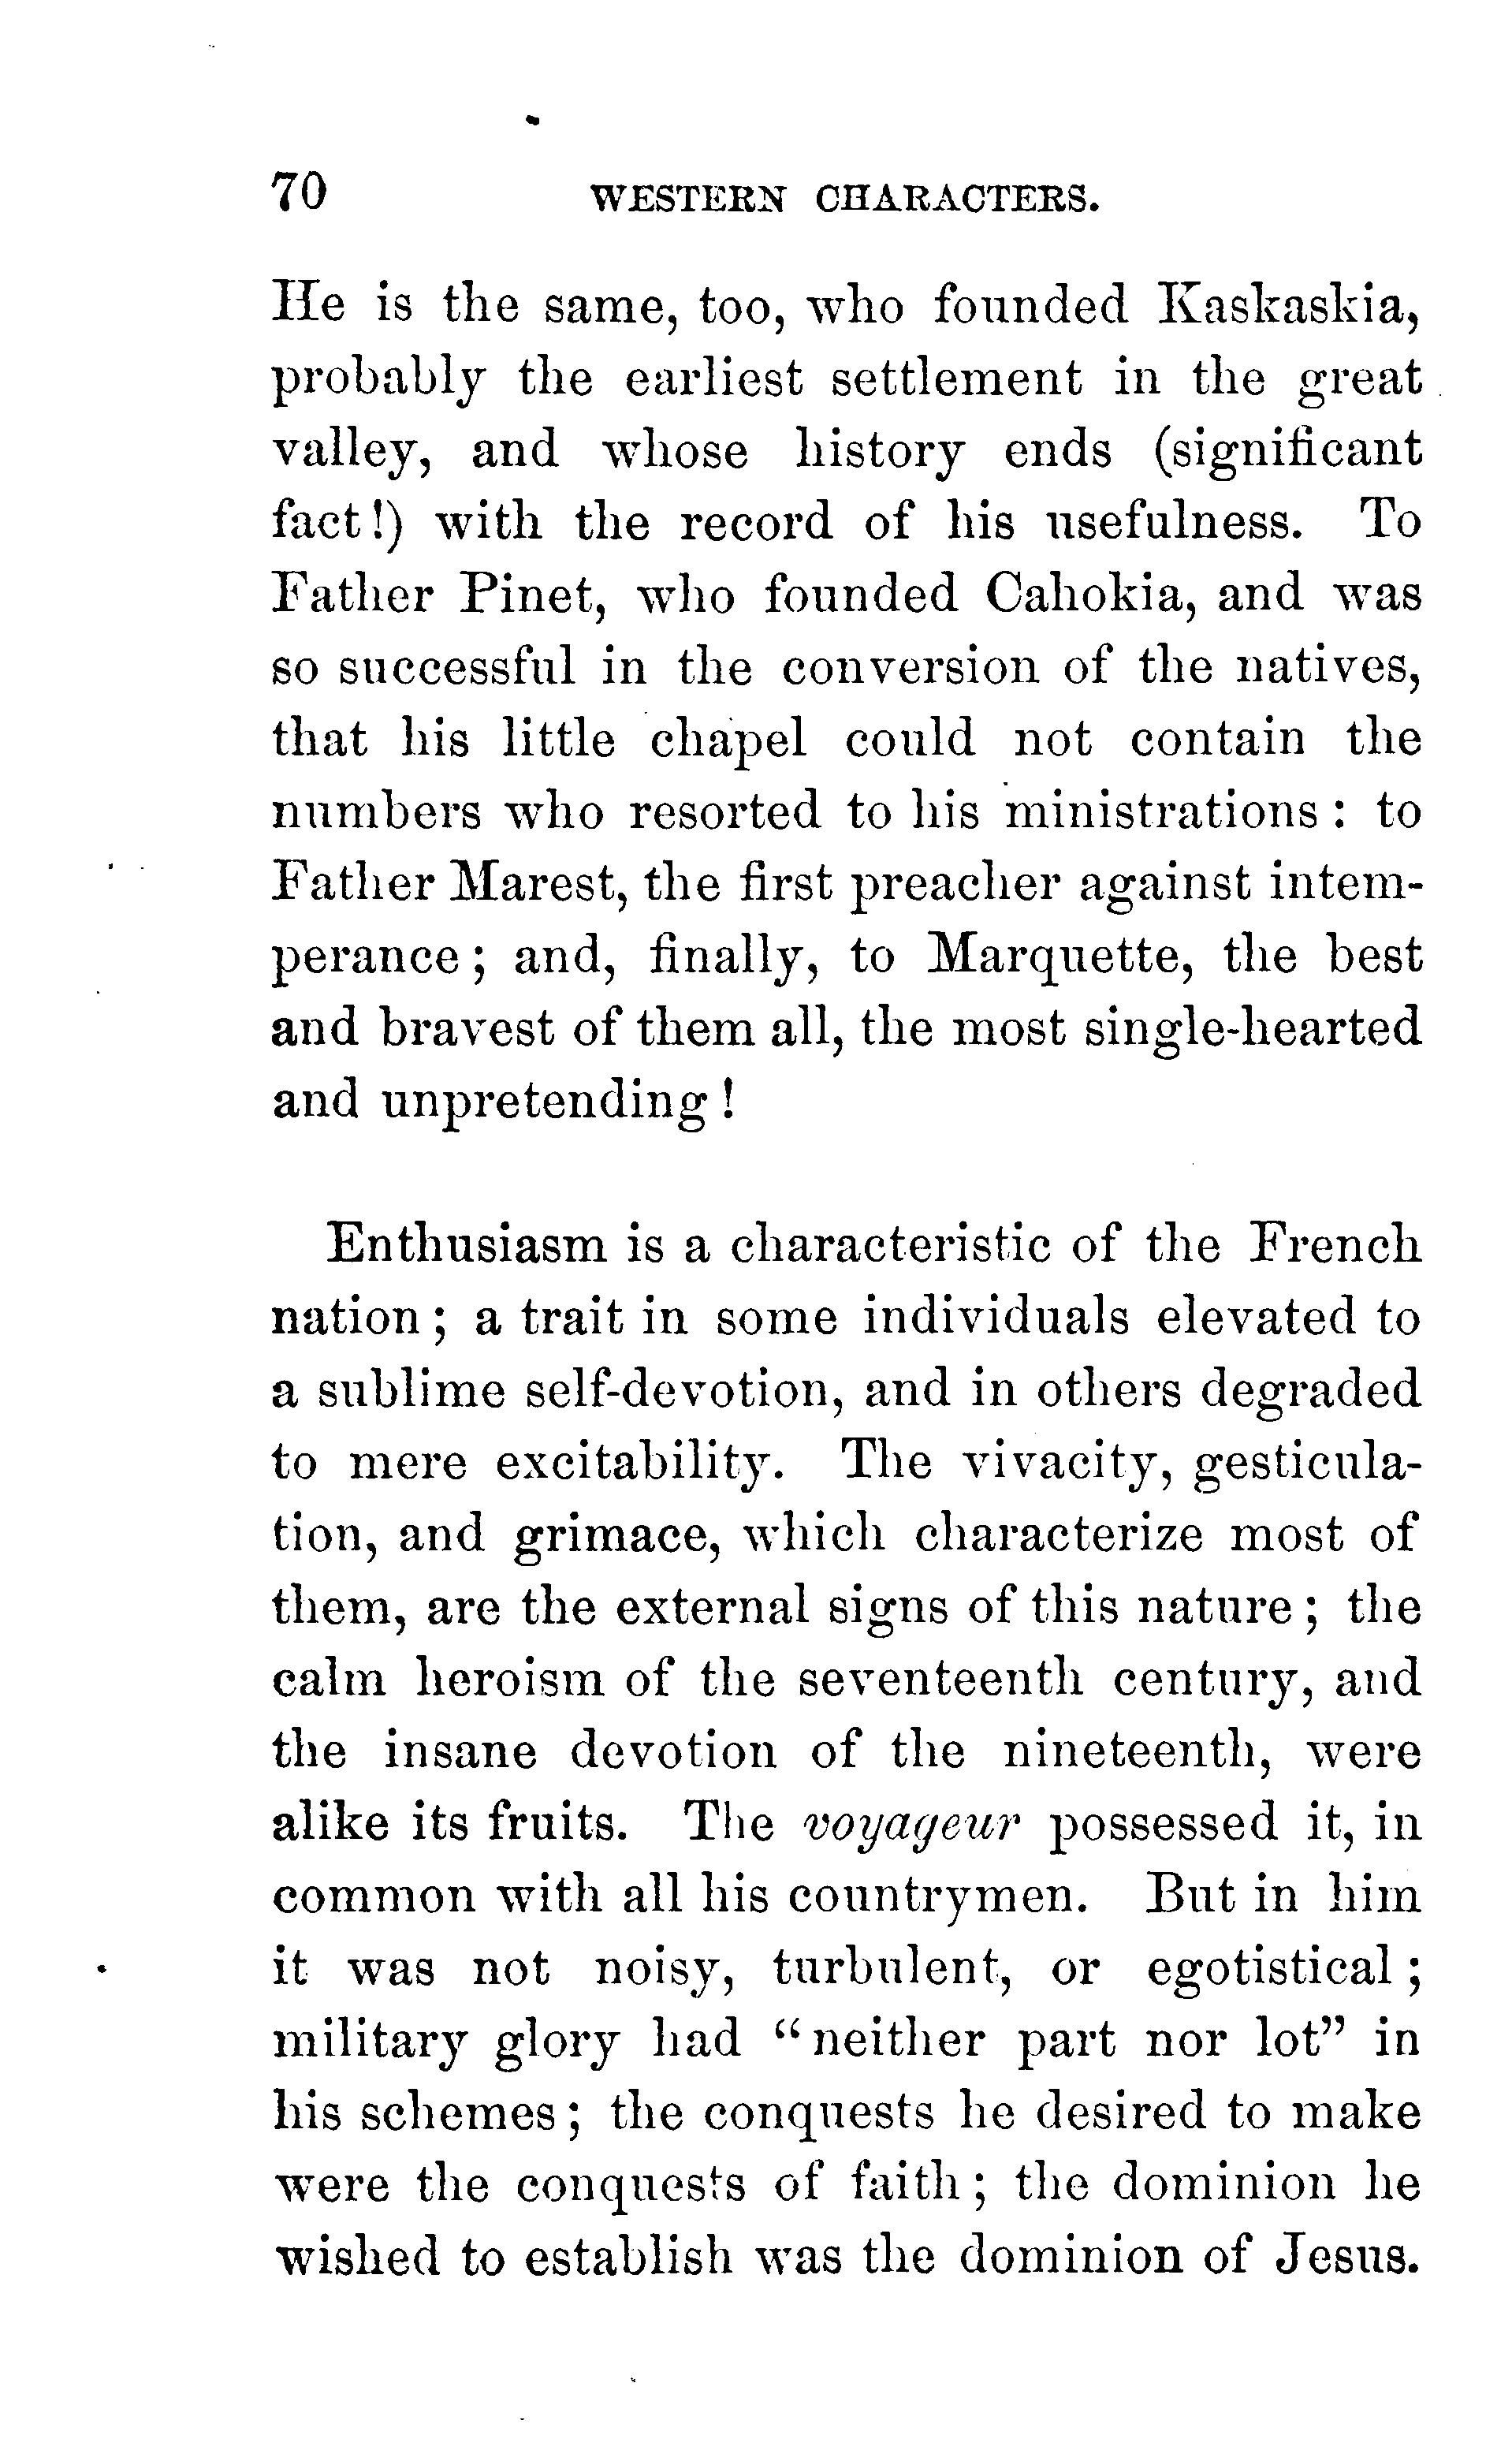 70 WESTERN CHARACTERS.
He is the same, too, who founded Kaskaskia,
probably the earliest settlement in the great
valley, and whose history ends (significant
fact!) with the record of his usefulness. To
Father Pinet, who founded Cahokia, and was
so successful in the conversion of the natives,
that his little chapel could not contain the
numbers who resorted to his ministrations: to
Father Marest, the first preacher against intem-
perance; and, finally, to Marquette, the best
and bravest of them all, the most single-hearted
and unpretending!
Enthusiasm is a characteristic of the French
nation; a trait in some individuals elevated to
a sublime self-devotion, and in others degraded
to mere excitability. The vivacity, gesticula-
tion, and grimace, which characterize most of
them, are the external signs of this nature; the
calm heroism of the seventeenth century, and
the insane devotion of the nineteenth, were
alike its fruits. The voyageur possessed it, in
common with all his countrymen. But in him
it was not noisy, turbulent, or egotistical;
military glory had "neither part nor lot" in
his schemes; the conquests he desired to make
were the conquests of faith; the dominion he
wished to establish was the dominion of Jesus.